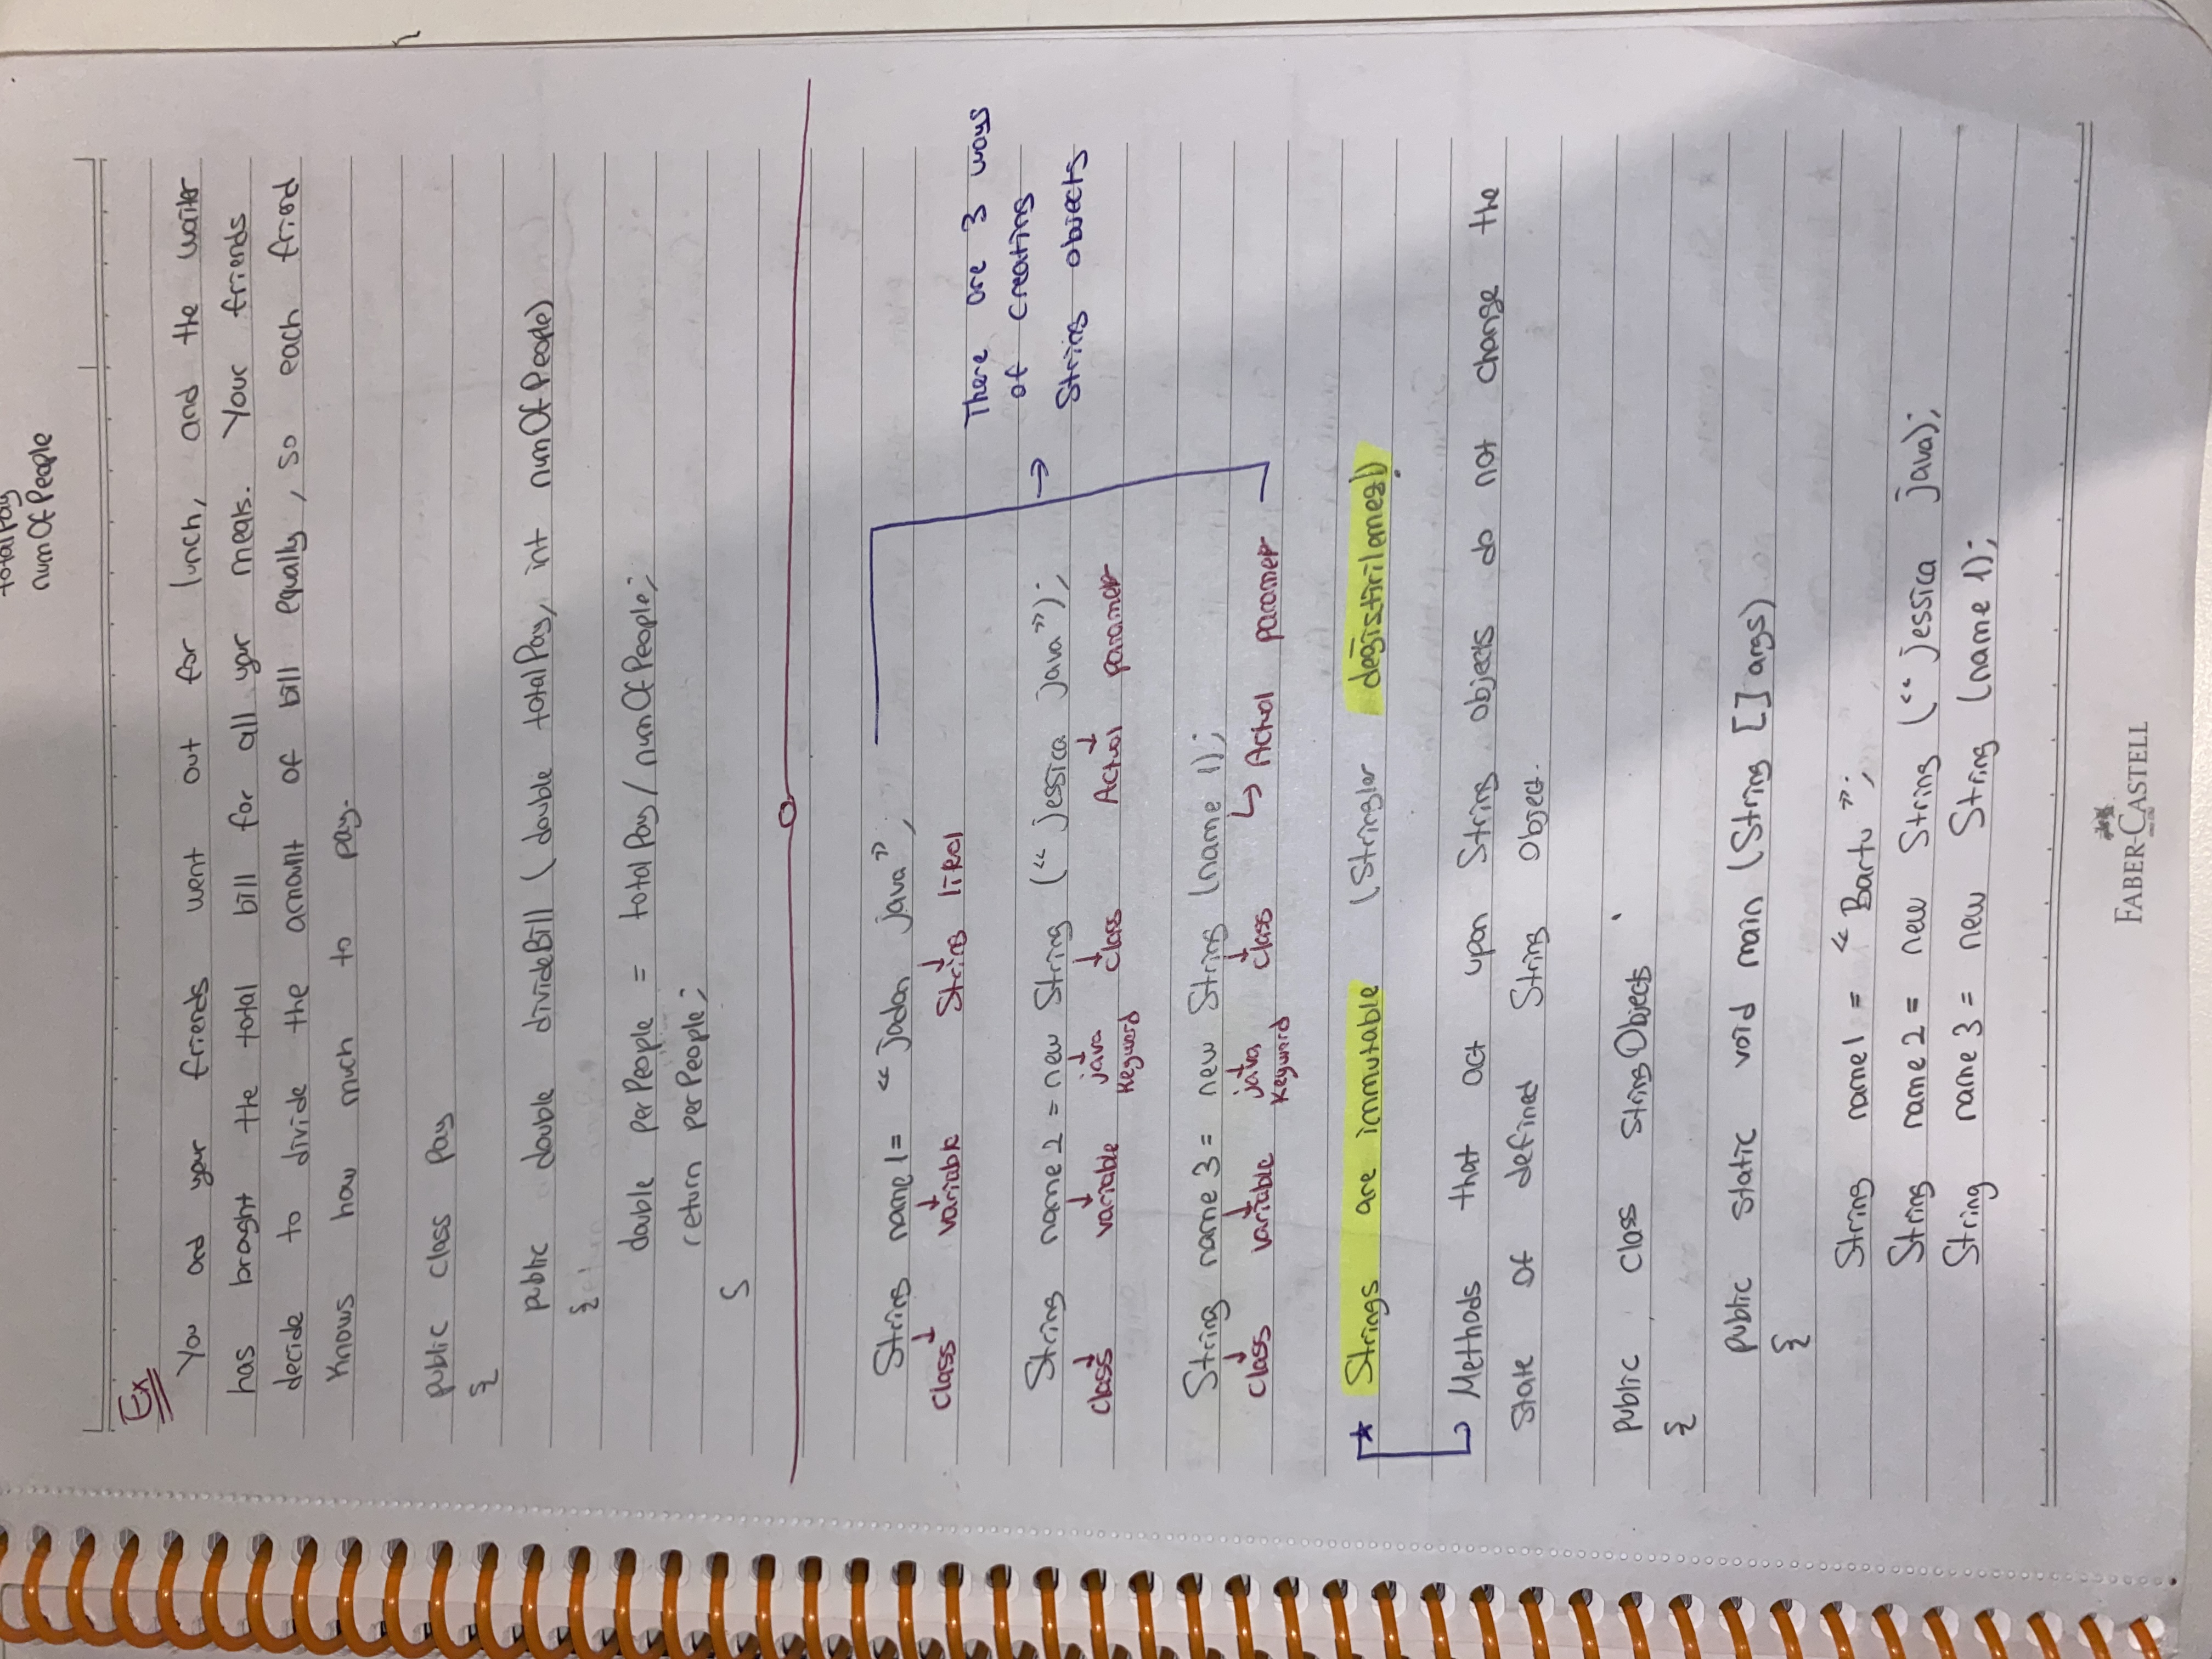 totalPay
numOfPeople
Ex
You and your friends went out for lunch, and the waiter
has braght the total bill for all your meals. Your friends
decide to divide the amount of bill equally, so each friend
knows how much to pay.
public class Pay
{
public double divideBill (double totalPay, int numOfPeople)
{
double perPeople = totalPay / numOfPeople;
return perPeople;
}
String name1 = "jadan java";
class variable String litral
String name2 = new String ("jessica java");
class variable java class Actual parameter
keyword
String name3 = new String (name1);
class variable java class Actual parameter
keyword
There are 3 ways
of creating
String objects
★ Strings are immutable (Stringler değiştirilemez!)
Methods that act upon String objects do not change the
state of defined String Object.
public class StringObjects
{
public static void main (String [] args)
{
String name1 = "Bartu";
String name2 = new String ("jessica java);
String name3 = new String (name1);
FABER-CASTELL